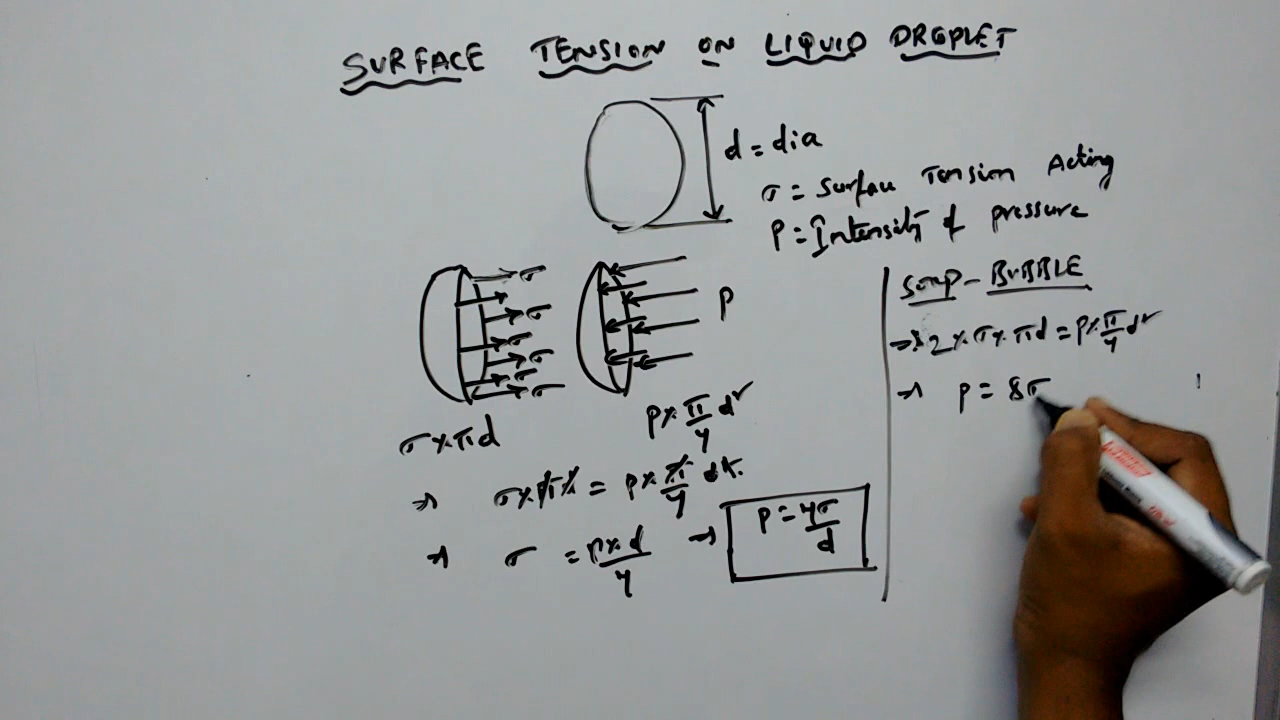 SURFACE TENSION ON LIQUID DROPLET
d = dia
σ = Surface Tension Acting
P = Intensity of pressure
σ σ σ σ σ σ
P
σ × πd
P × π/4 d²
⇒ σ × π d = P × π/4 d²
⇒ σ = P × d / 4 → P = 4σ/d
SOAP - BUBBLE
⇒ 2 × σ × πd = P × π/4 d²
⇒ P = 8σ